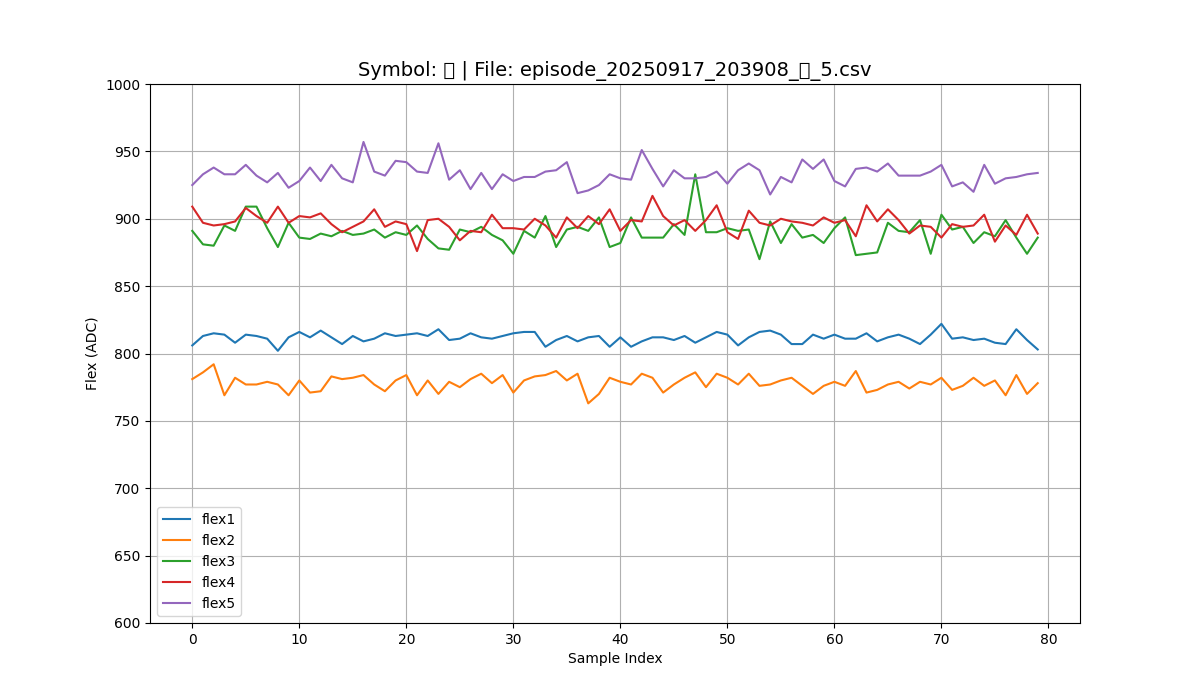 Symbol: | File: episode_20250917_203908_ _5.csv
1000
950
900
850
800
750
700
650
600
Flex (ADC)
flex1
flex2
flex3
flex4
flex5
0 10 20 30 40 50 60 70 80
Sample Index